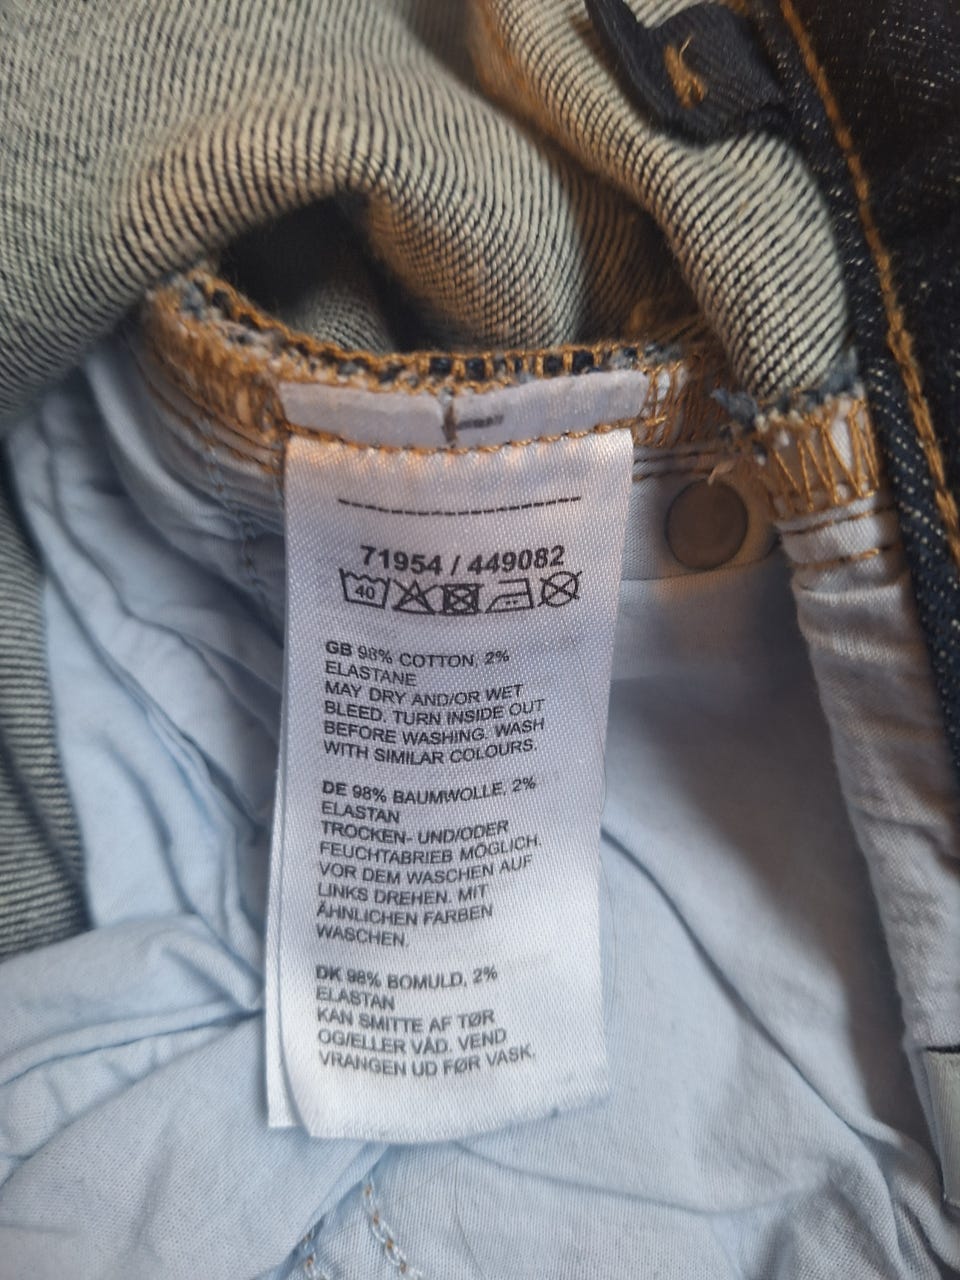 71954 / 449082
40
GB 98% COTTON, 2%
ELASTANE
MAY DRY AND/OR WET
BLEED. TURN INSIDE OUT
BEFORE WASHING. WASH
WITH SIMILAR COLOURS.
DE 98% BAUMWOLLE, 2%
ELASTAN
TROCKEN- UND/ODER
FEUCHTABRIEB MÖGLICH.
VOR DEM WASCHEN AUF
LINKS DREHEN. MIT
ÄHNLICHEN FARBEN
WASCHEN.
DK 98% BOMULD, 2%
ELASTAN
KAN SMITTE AF TØR
OG/ELLER VÅD. VEND
VRANGEN UD FØR VASK.